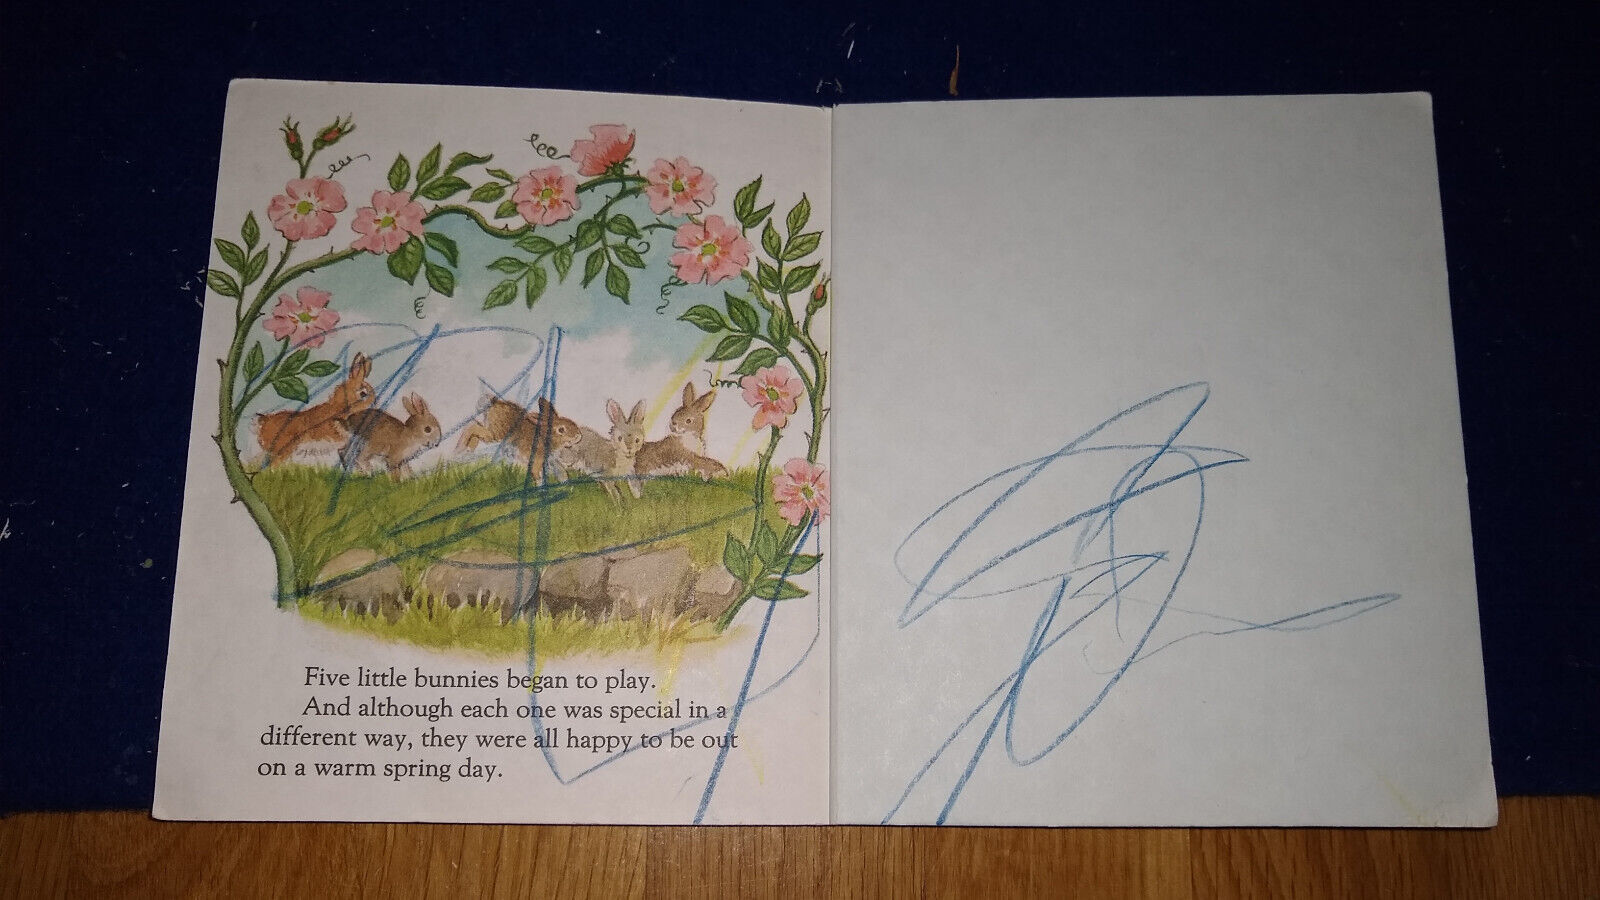 Five little bunnies began to play.
And although each one was special in a
different way, they were all happy to be out
on a warm spring day.